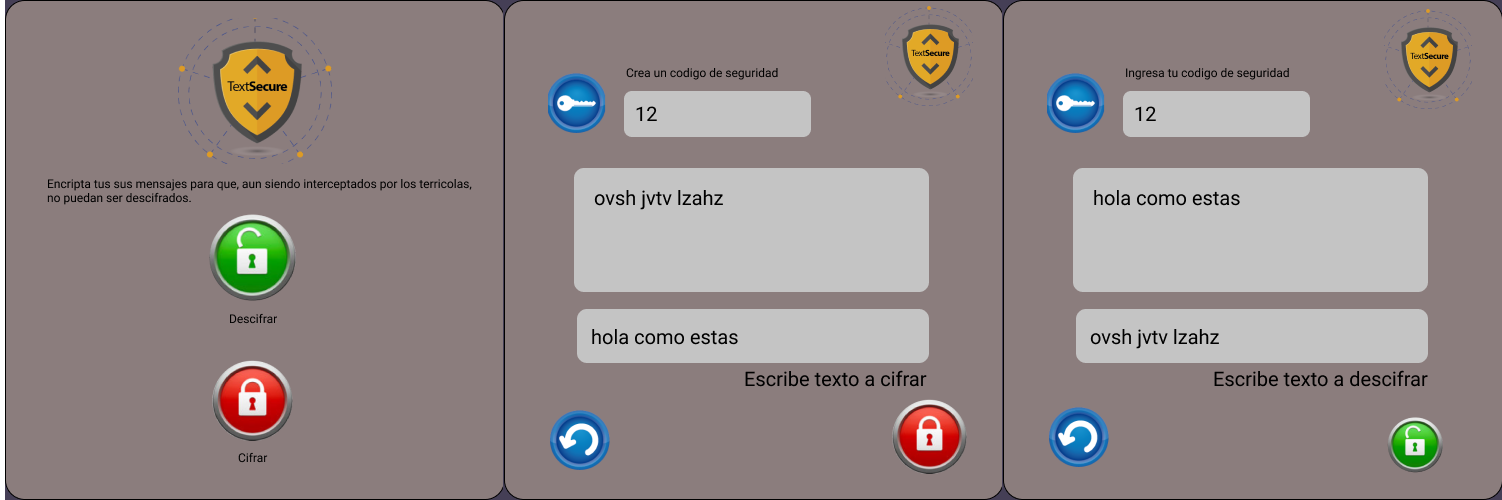 TextSecure
Encripta tus sus mensajes para que, aun siendo interceptados por los terricolas,
no puedan ser descifrados.
Descifrar
Cifrar
TextSecure
Crea un codigo de seguridad
12
ovsh jvtv lzahz
hola como estas
Escribe texto a cifrar
TextSecure
Ingresa tu codigo de seguridad
12
hola como estas
ovsh jvtv lzahz
Escribe texto a descifrar